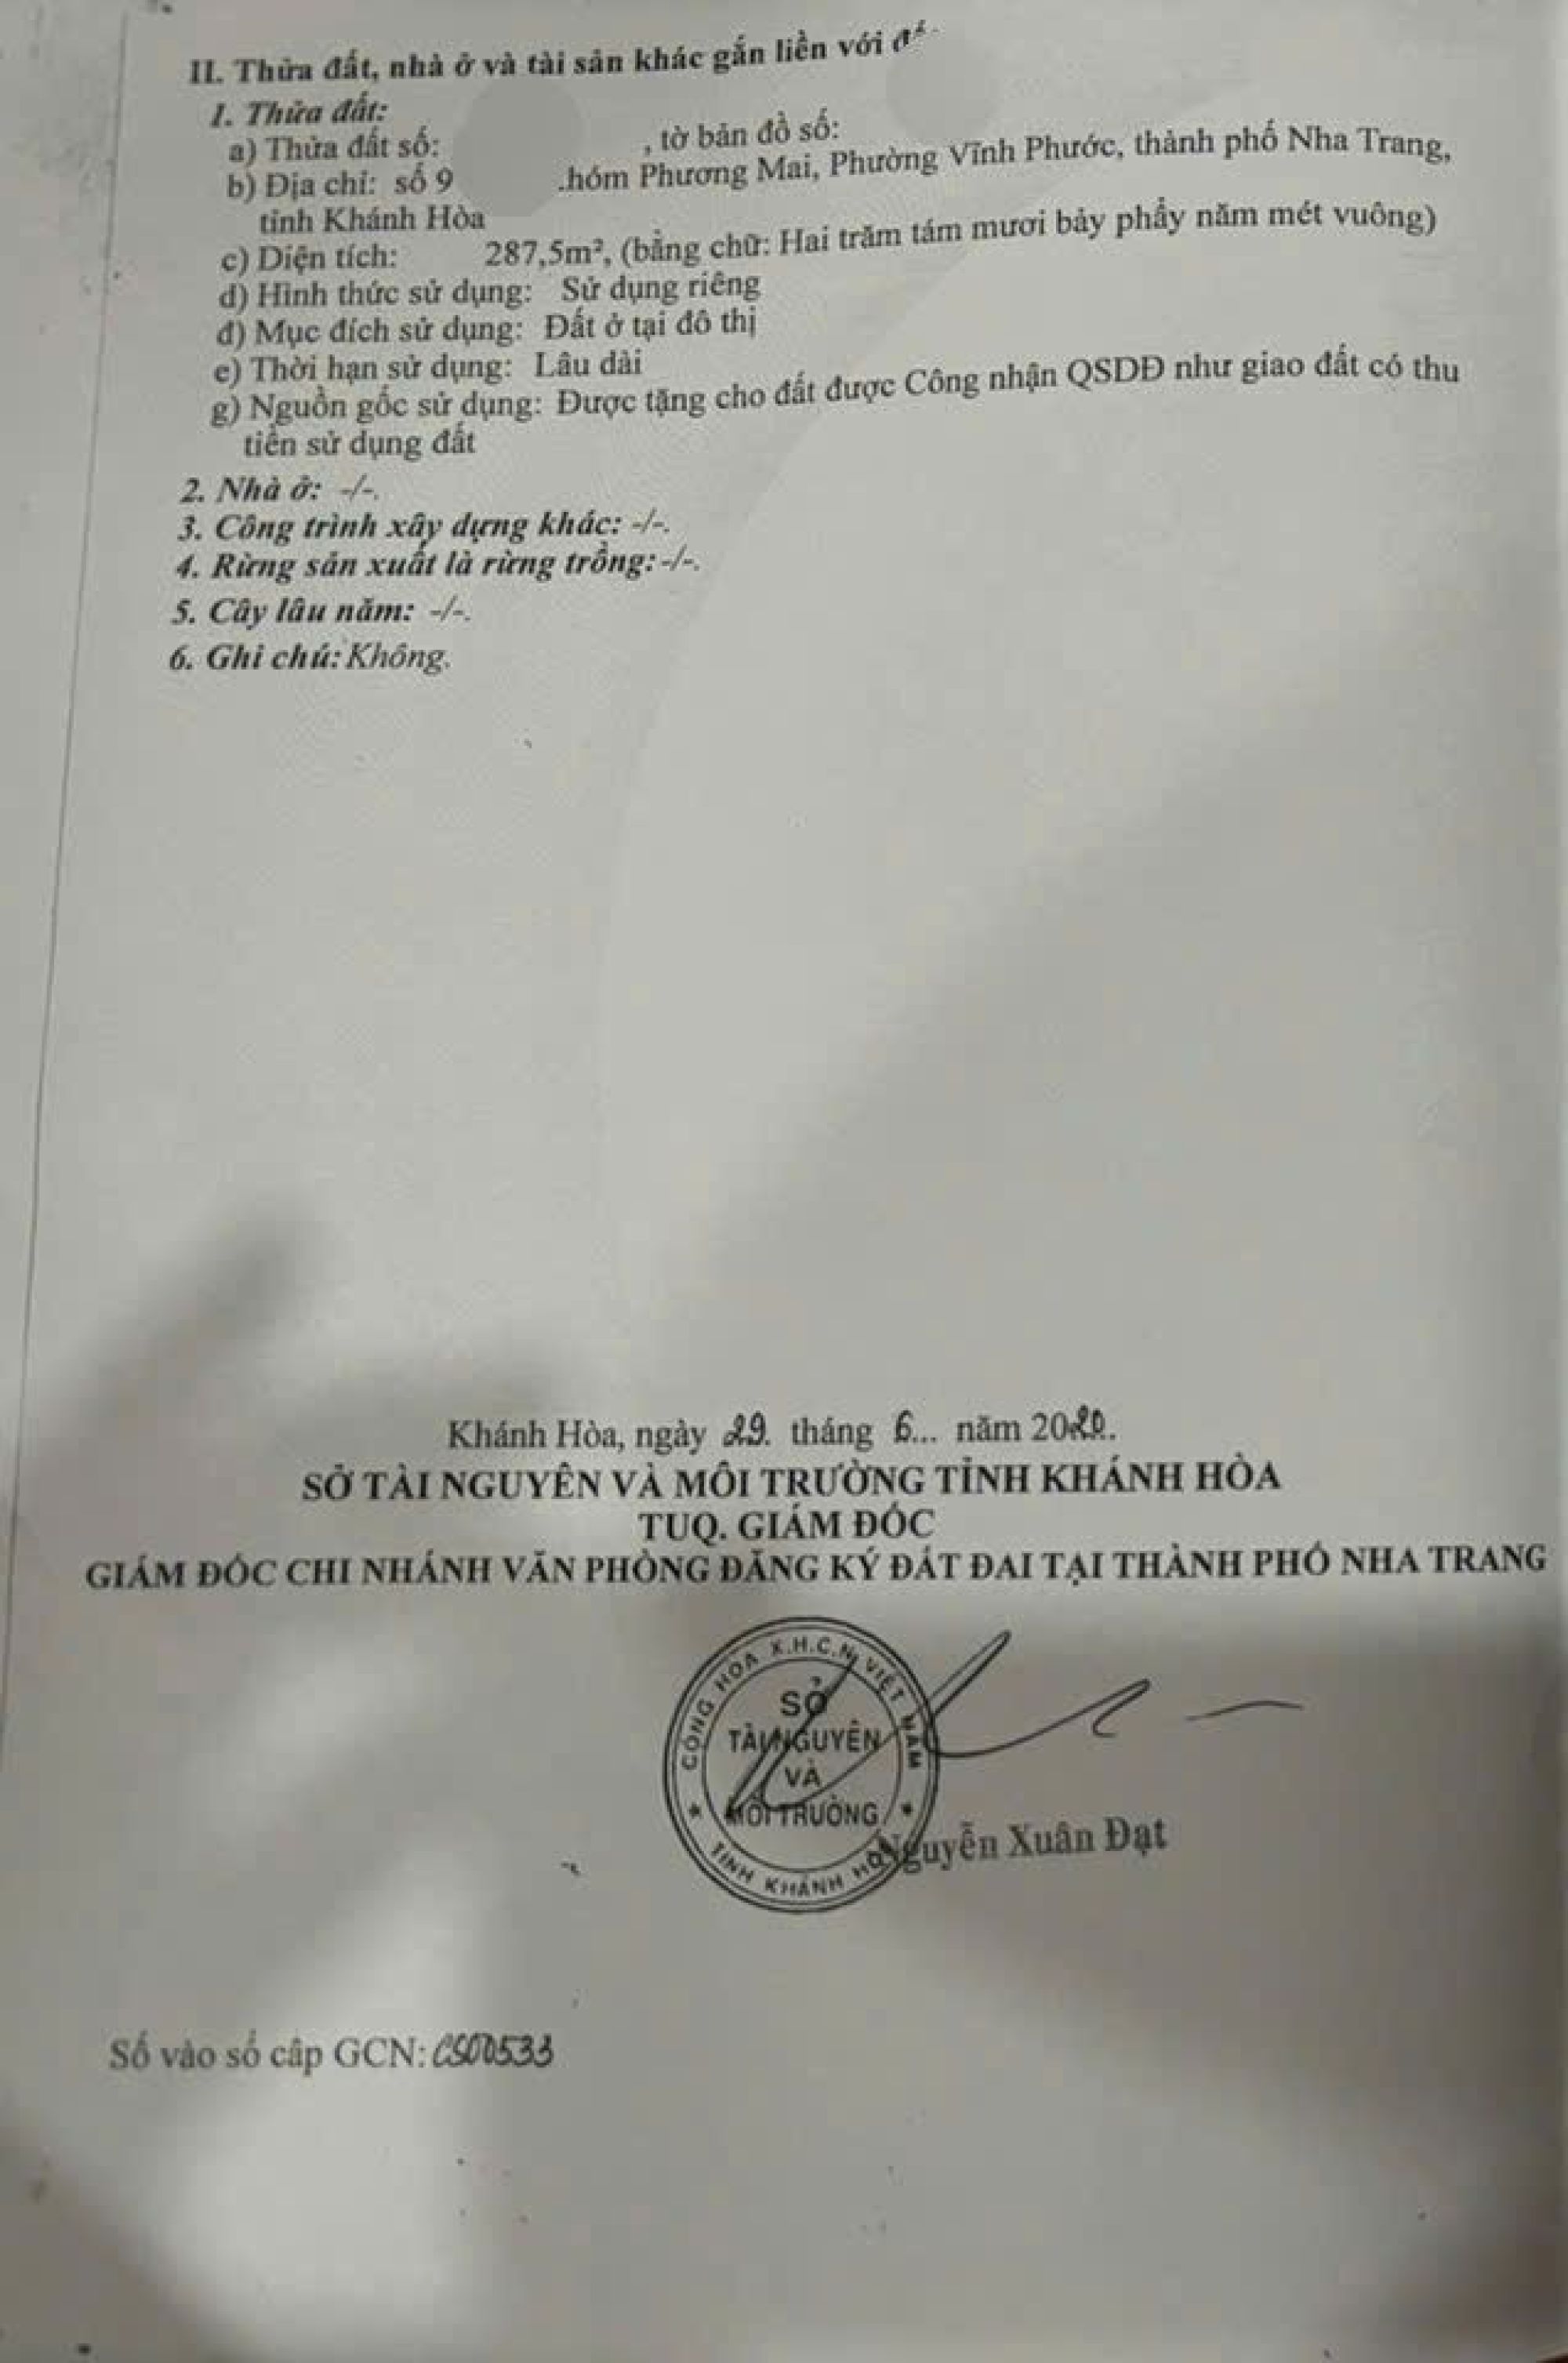 II. Thửa đất, nhà ở và tài sản khác gắn liền với
1. Thửa đất:
a) Thửa đất số: , tờ bản đồ số:
b) Địa chỉ: số 9 .hóm Phương Mai, Phường Vĩnh Phước, thành phố Nha Trang,
tỉnh Khánh Hòa
c) Diện tích: 287,5m², (bằng chữ: Hai trăm tám mươi bảy phẩy năm mét vuông)
d) Hình thức sử dụng: Sử dụng riêng
đ) Mục đích sử dụng: Đất ở tại đô thị
e) Thời hạn sử dụng: Lâu dài
g) Nguồn gốc sử dụng: Được tặng cho đất được Công nhận QSDĐ như giao đất có thu
tiền sử dụng đất
2. Nhà ở: -/-.
3. Công trình xây dựng khác: -/-.
4. Rừng sản xuất là rừng trồng: -/-.
5. Cây lâu năm: -/-.
6. Ghi chú: Không.
Khánh Hòa, ngày 29. tháng 6... năm 2020.
SỞ TÀI NGUYÊN VÀ MÔI TRƯỜNG TỈNH KHÁNH HÒA
TUQ. GIÁM ĐỐC
GIÁM ĐỐC CHI NHÁNH VĂN PHÒNG ĐĂNG KÝ ĐẤT ĐAI TẠI THÀNH PHỐ NHA TRANG
CỘNG HÒA X.H.C.N VIỆT NAM
SỞ
TÀI NGUYÊN
VÀ
MÔI TRƯỜNG
TỈNH KHÁNH HÒA
Nguyễn Xuân Đạt
Số vào sổ cấp GCN: CS00533